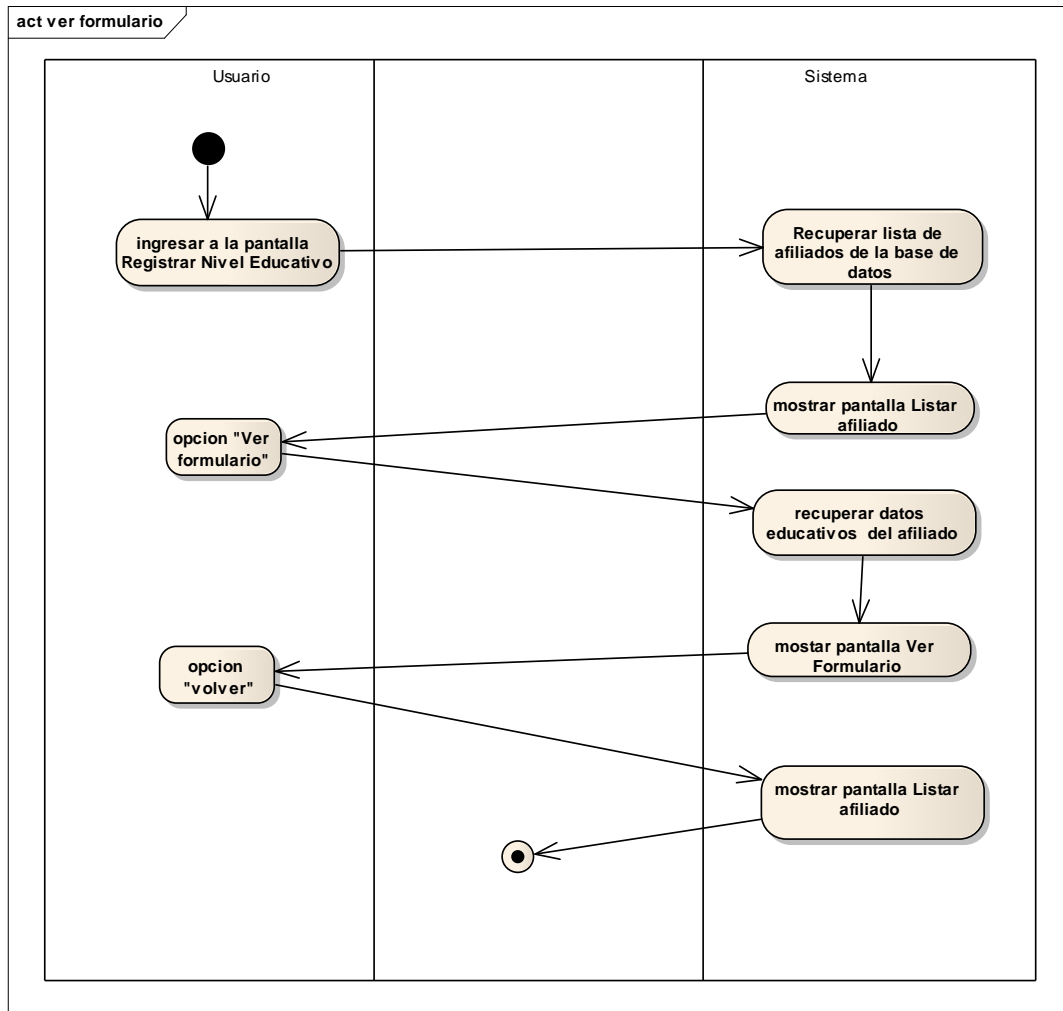 act ver formulario
Usuario
Sistema
ingresar a la pantalla
Registrar Nivel Educativo
Recuperar lista de
afiliados de la base de
datos
mostrar pantalla Listar
afiliado
opcion "Ver
formulario"
recuperar datos
educativos del afiliado
mostar pantalla Ver
Formulario
opcion
"volver"
mostrar pantalla Listar
afiliado